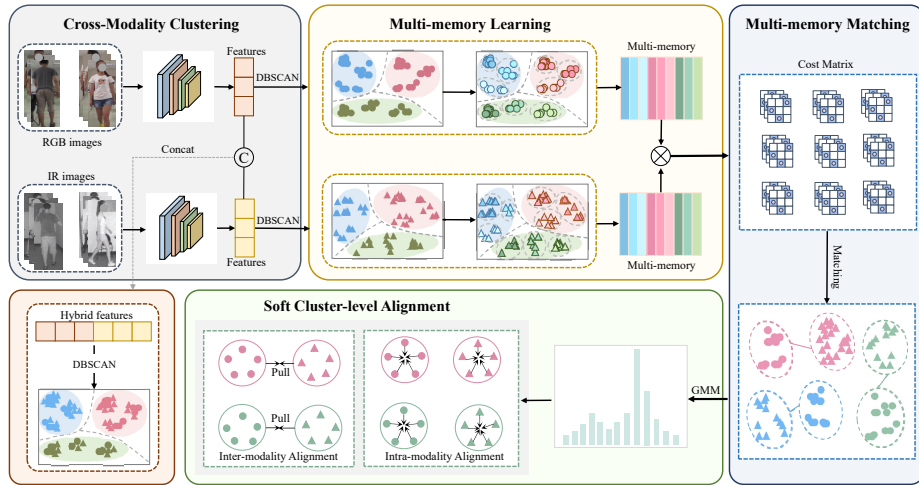 Cross-Modality Clustering
Features
DBSCAN
RGB images
Concat
C
IR images
DBSCAN
Features
Multi-memory Learning
Multi-memory
Multi-memory
Multi-memory Matching
Cost Matrix
Matching
GMM
Hybrid features
DBSCAN
Soft Cluster-level Alignment
Pull
Pull
Inter-modality Alignment
Intra-modality Alignment